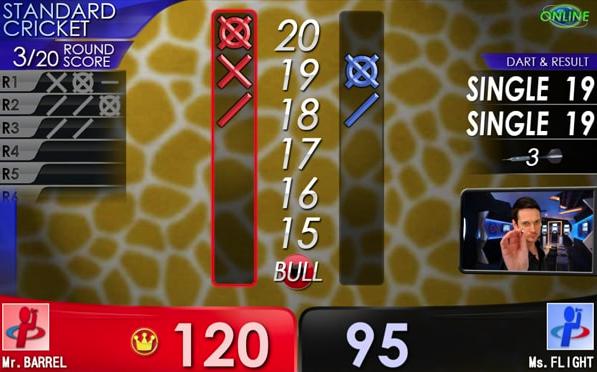 STANDARD
CRICKET
3/20 ROUND
SCORE
R1
R2
R3
R4
R5
R6
20
19
18
17
16
15
BULL
ONLINE
DART & RESULT
SINGLE 19
SINGLE 19
3
120
95
Mr.BARREL
Ms.FLIGHT